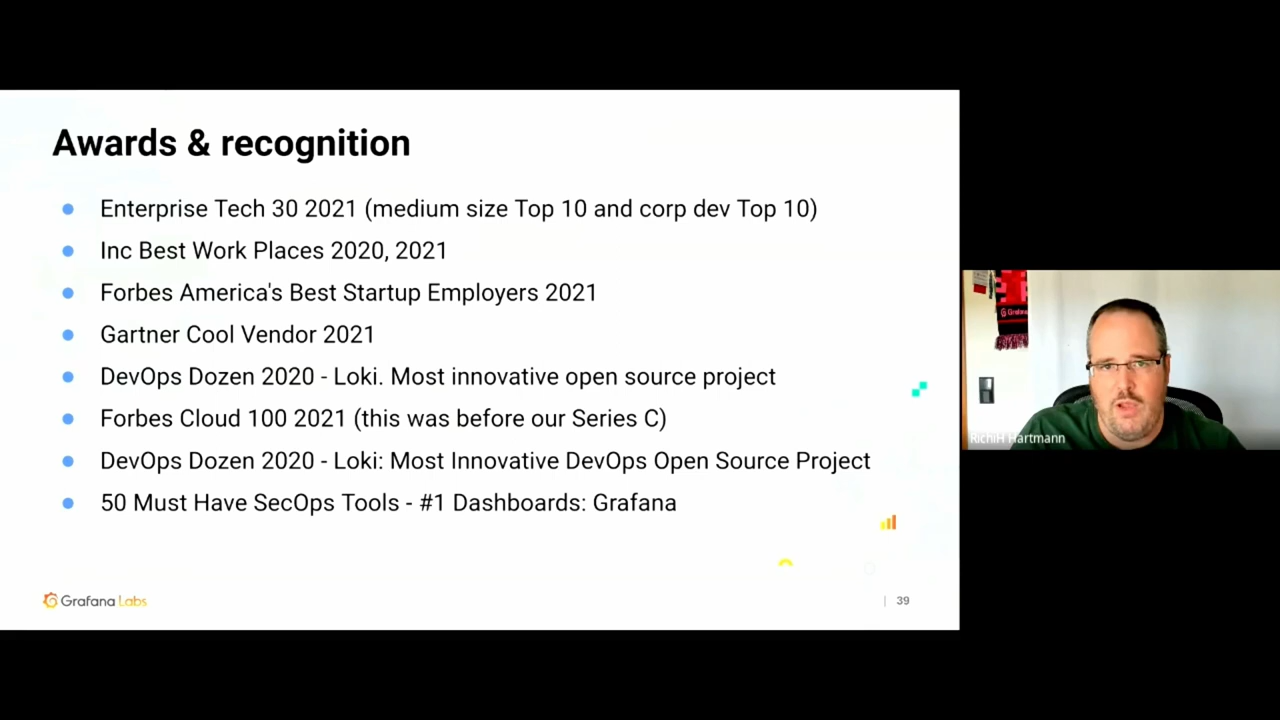 Awards & recognition
Enterprise Tech 30 2021 (medium size Top 10 and corp dev Top 10)
Inc Best Work Places 2020, 2021
Forbes America's Best Startup Employers 2021
Gartner Cool Vendor 2021
DevOps Dozen 2020 - Loki. Most innovative open source project
Forbes Cloud 100 2021 (this was before our Series C)
DevOps Dozen 2020 - Loki: Most Innovative DevOps Open Source Project
50 Must Have SecOps Tools - #1 Dashboards: Grafana
Grafana Labs
| 39
RichiH Hartmann